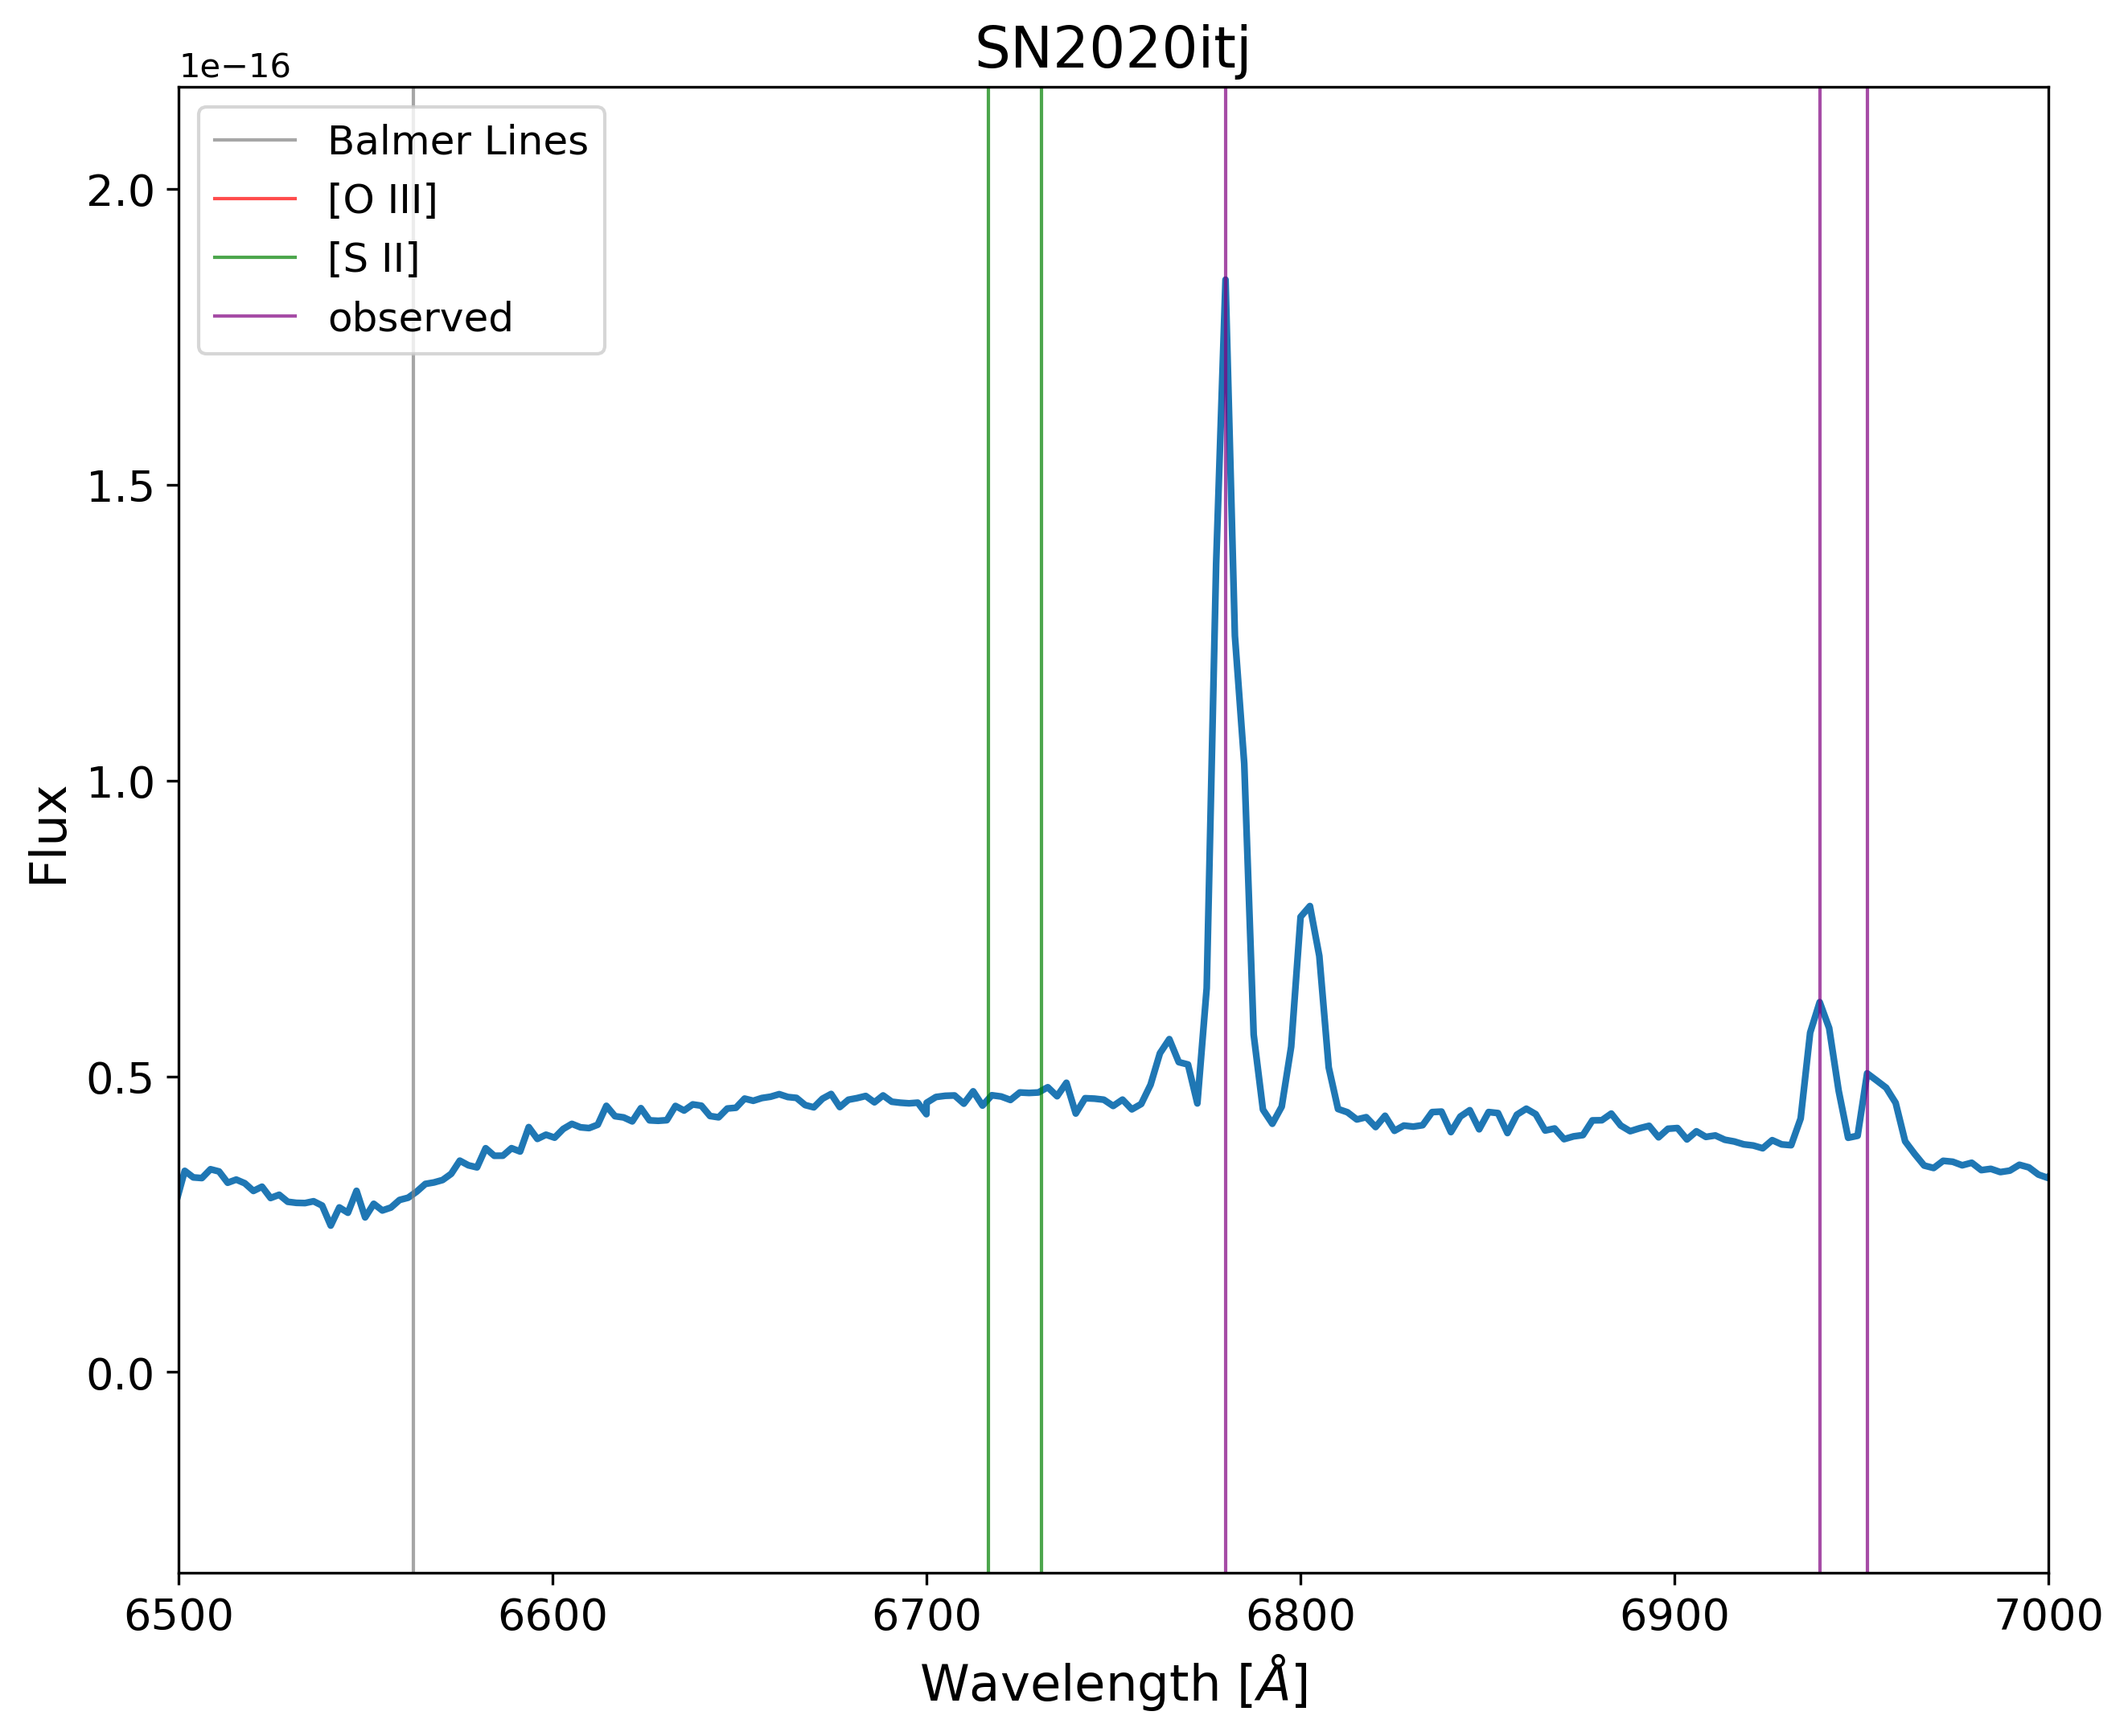 SN2020itj
1e−16
Balmer Lines
[O III]
[S II]
observed
2.0
1.5
1.0
0.5
0.0
Flux
6500 6600 6700 6800 6900 7000
Wavelength [Å]